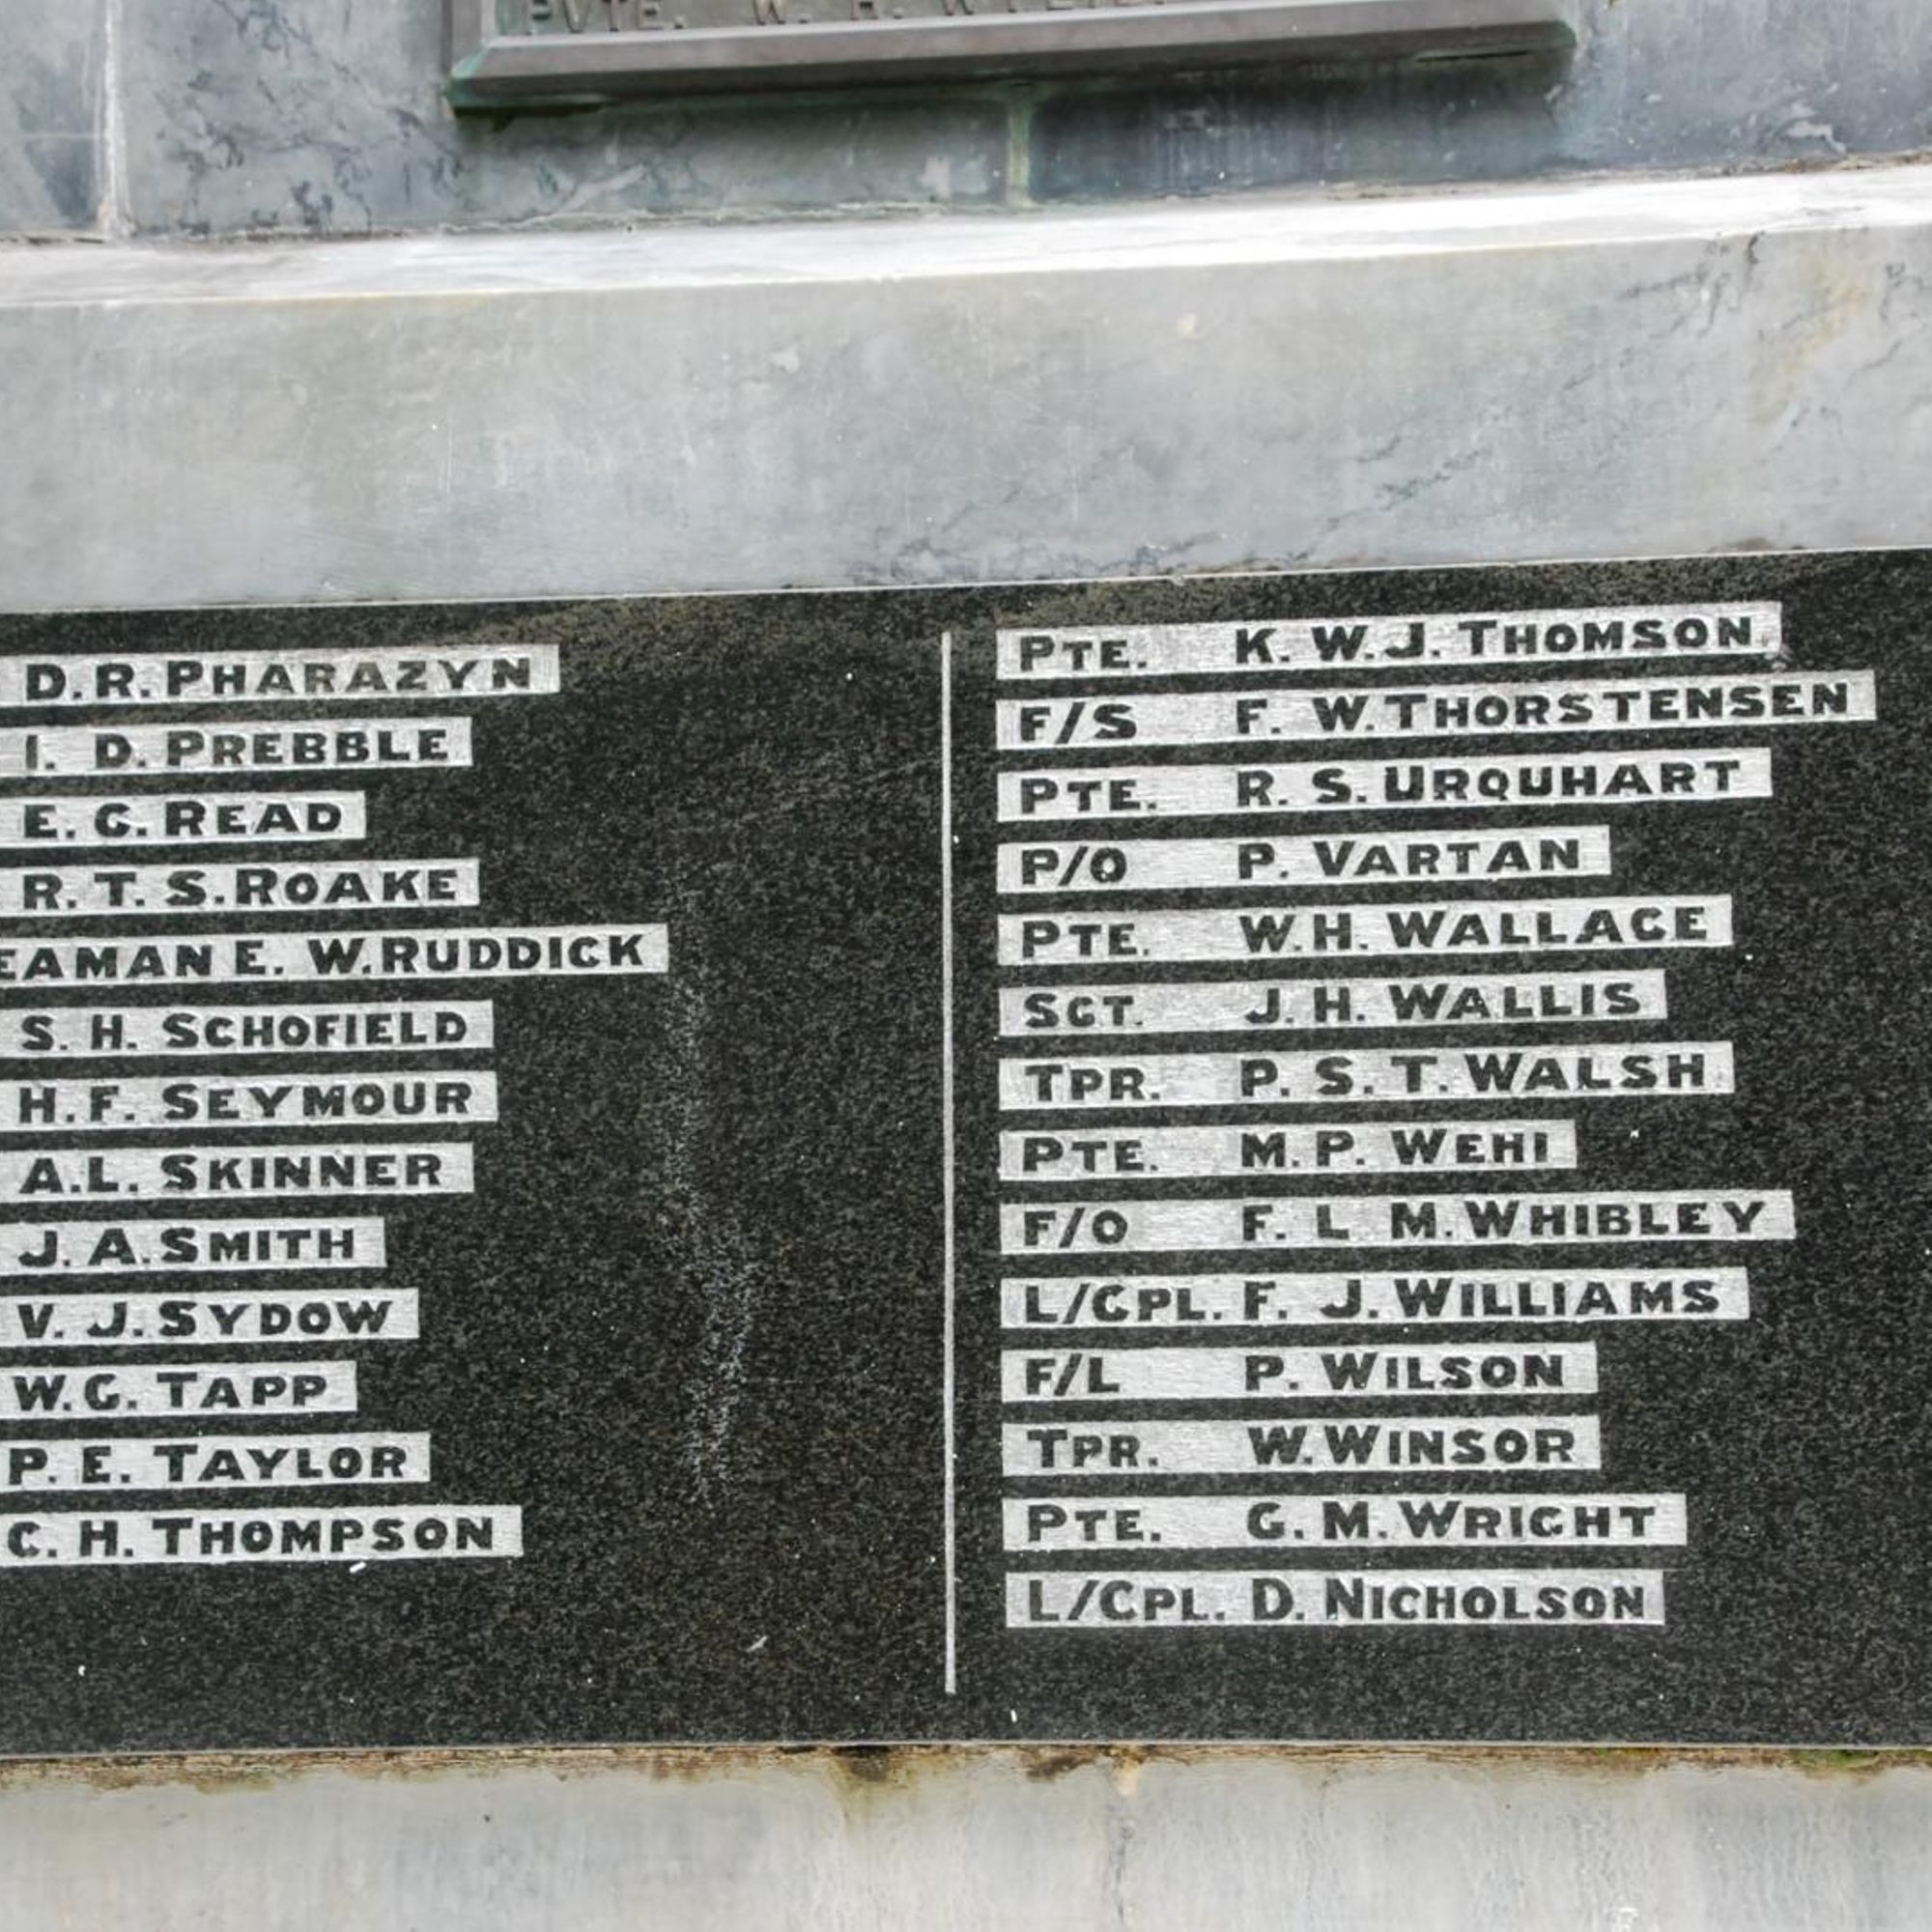 PVTE. W. H.
D.R. PHARAZYN
I. D. PREBBLE
E. G. READ
R. T. S. ROAKE
EAMAN E. W. RUDDICK
S. H. SCHOFIELD
H. F. SEYMOUR
A.L. SKINNER
J. A. SMITH
V. J. SYDOW
W.G. TAPP
P. E. TAYLOR
C. H. THOMPSON
PTE. K. W.J. THOMSON
F/S F. W. THORSTENSEN
PTE. R. S. URQUHART
P/O P. VARTAN
PTE. W.H. WALLACE
SGT. J. H. WALLIS
TPR. P. S. T. WALSH
PTE. M. P. WEHI
F/O F. L M. WHIBLEY
L/CPL. F. J. WILLIAMS
F/L P. WILSON
TPR. W. WINSOR
PTE. G. M. WRIGHT
L/CPL. D. NICHOLSON